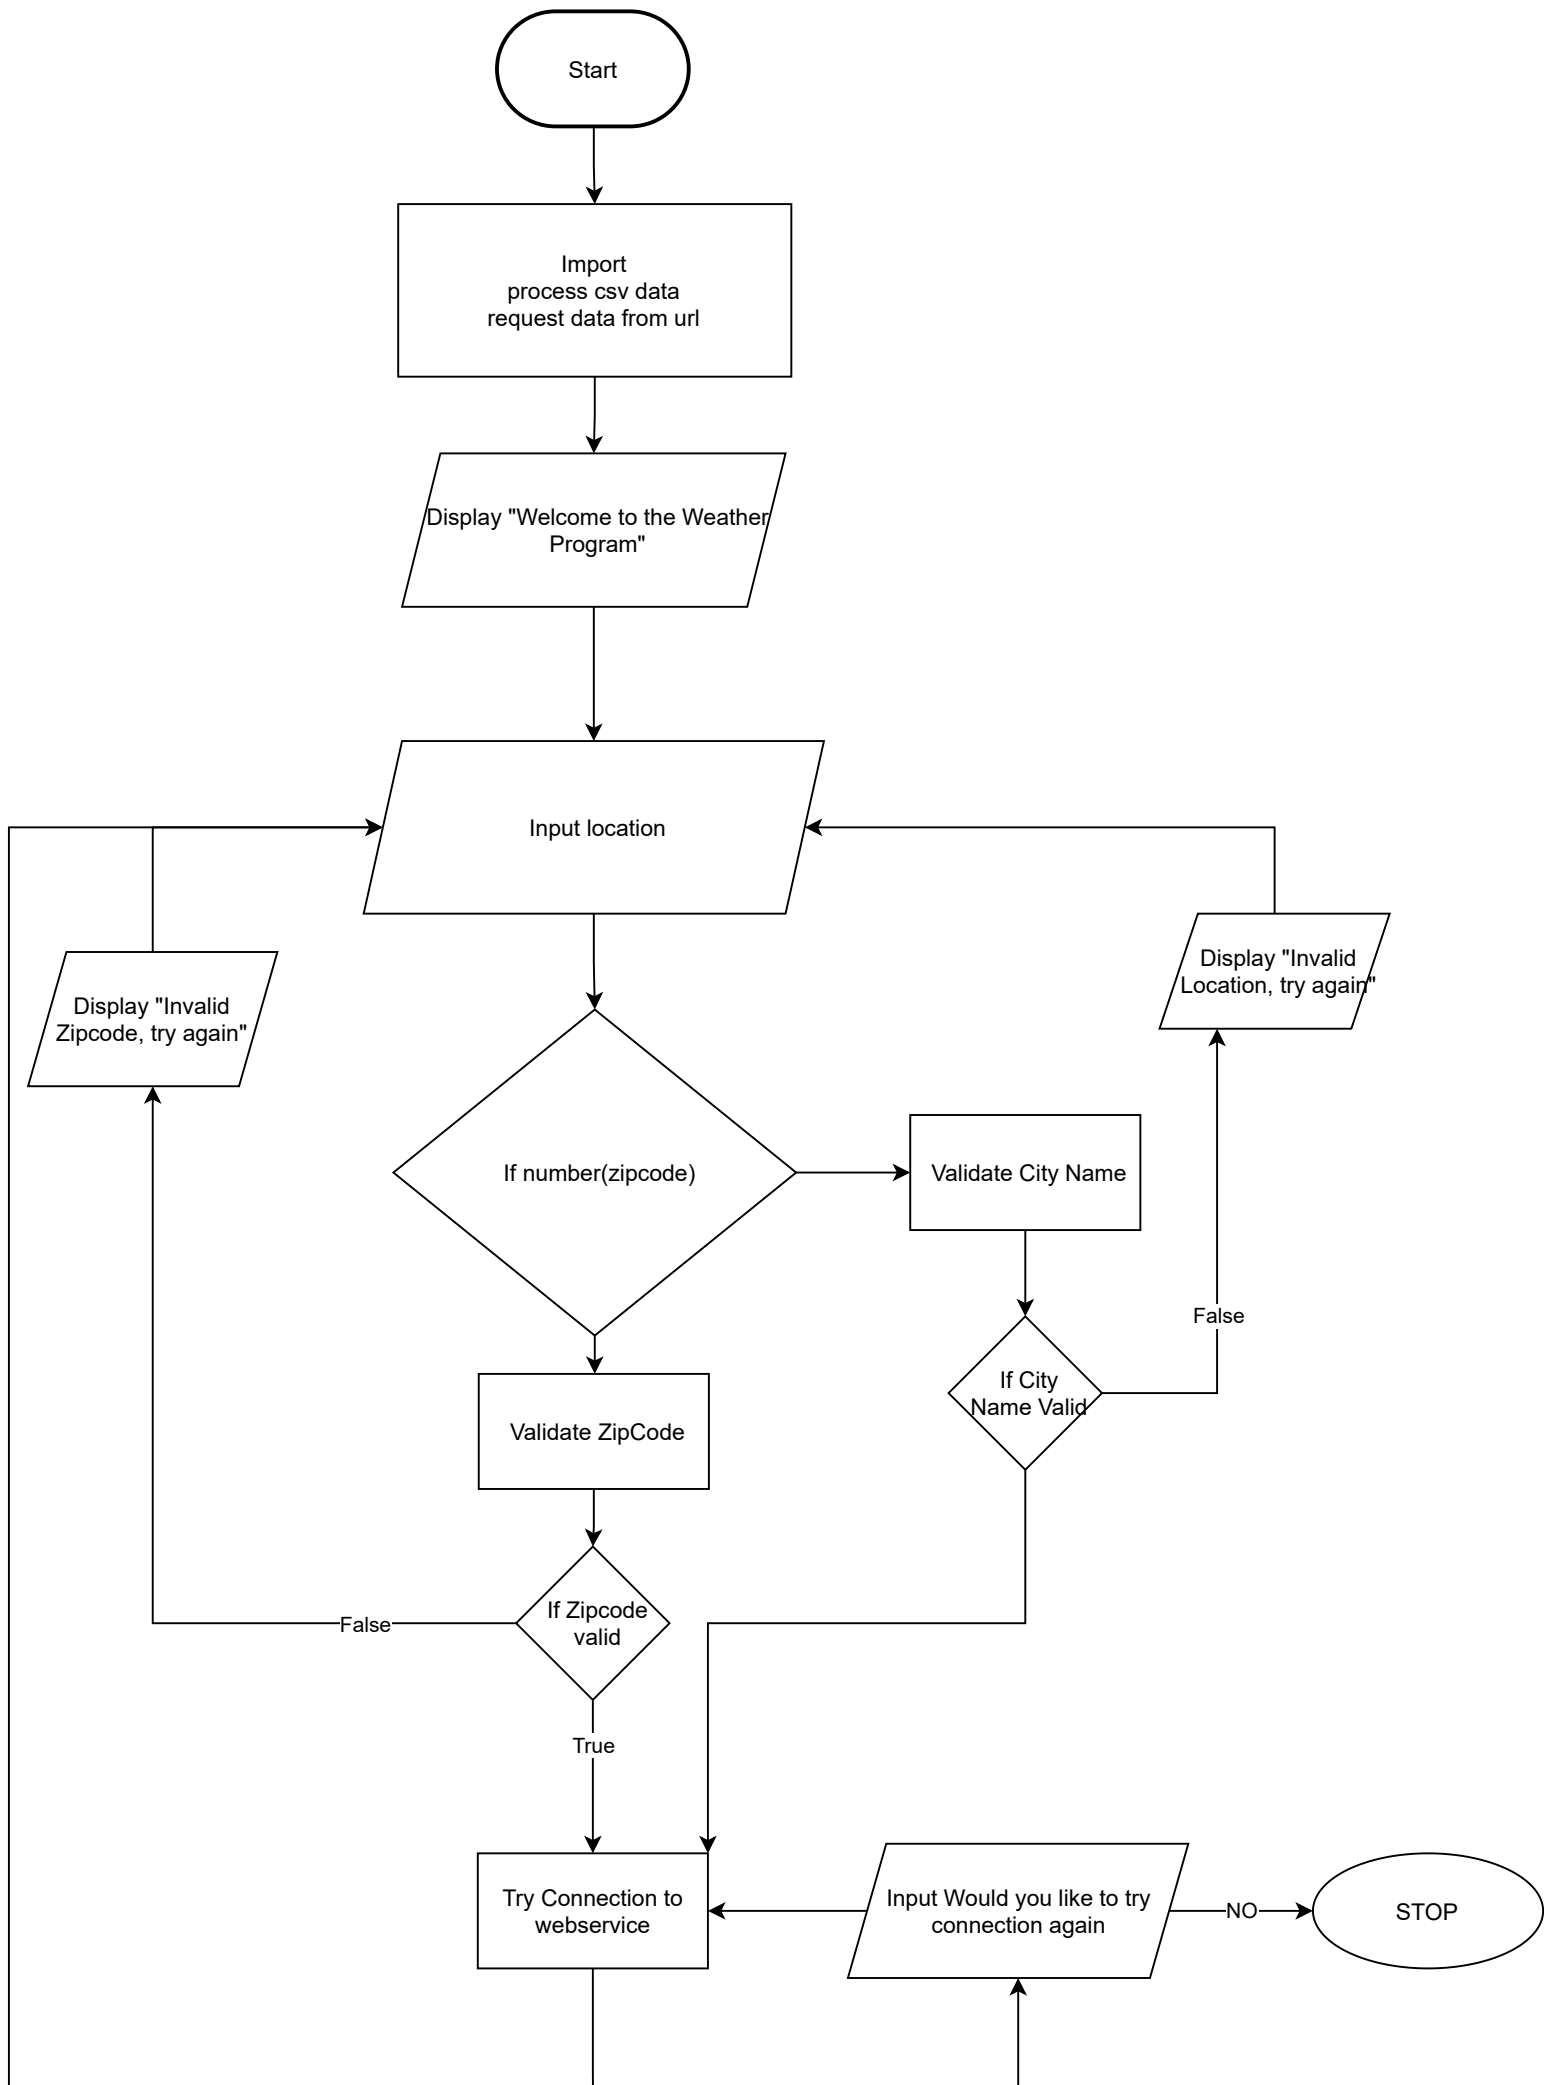 Start
Import
process csv data
request data from url
Display "Welcome to the Weather
Program"
Input location
Display "Invalid
Location, try again"
Display "Invalid
Zipcode, try again"
If number(zipcode)
Validate City Name
False
If City
Name Valid
Validate ZipCode
If Zipcode
valid
False
True
Try Connection to
webservice
Input Would you like to try
connection again
NO
STOP